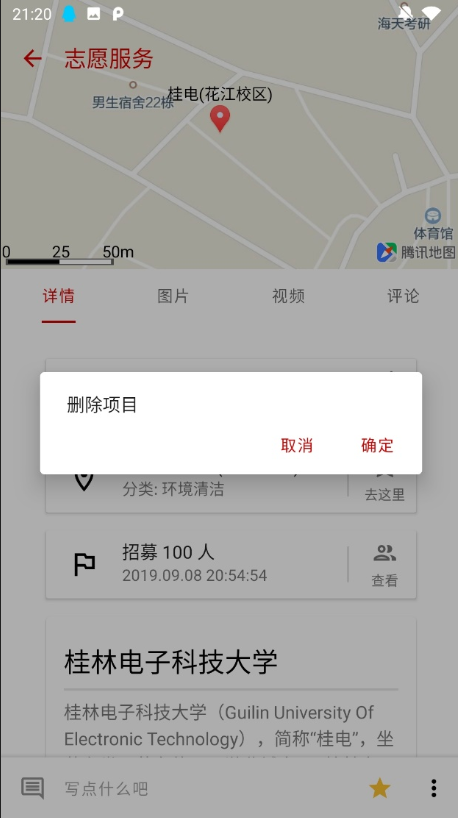 21:20
海天考研
志愿服务
桂电(花江校区)
男生宿舍22栋
体育馆
0 25 50m
腾讯地图
详情 图片 视频 评论
删除项目
取消 确定
分类: 环境清洁
去这里
招募 100 人
2019.09.08 20:54:54
查看
桂林电子科技大学
桂林电子科技大学（Guilin University Of
Electronic Technology），简称“桂电”，坐
写点什么吧